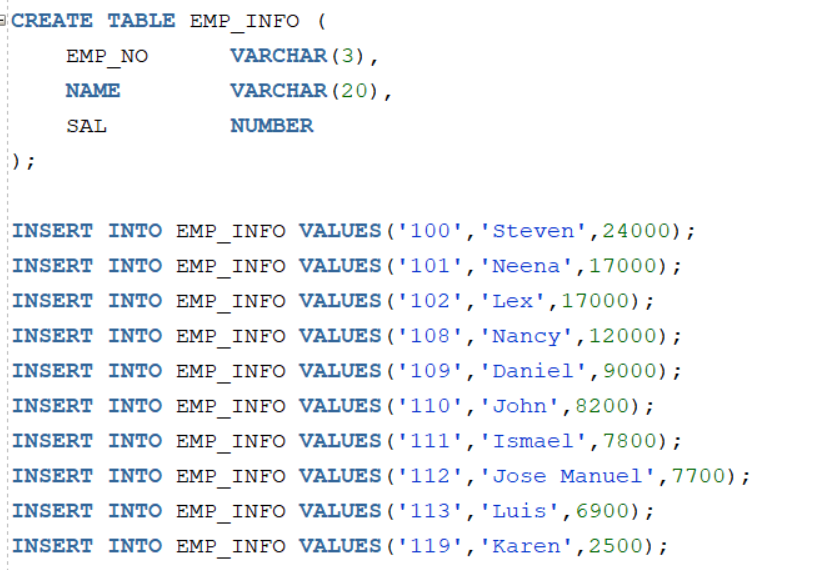 CREATE TABLE EMP_INFO (
    EMP_NO      VARCHAR(3),
    NAME        VARCHAR(20),
    SAL         NUMBER
);

INSERT INTO EMP_INFO VALUES('100','Steven',24000);
INSERT INTO EMP_INFO VALUES('101','Neena',17000);
INSERT INTO EMP_INFO VALUES('102','Lex',17000);
INSERT INTO EMP_INFO VALUES('108','Nancy',12000);
INSERT INTO EMP_INFO VALUES('109','Daniel',9000);
INSERT INTO EMP_INFO VALUES('110','John',8200);
INSERT INTO EMP_INFO VALUES('111','Ismael',7800);
INSERT INTO EMP_INFO VALUES('112','Jose Manuel',7700);
INSERT INTO EMP_INFO VALUES('113','Luis',6900);
INSERT INTO EMP_INFO VALUES('119','Karen',2500);